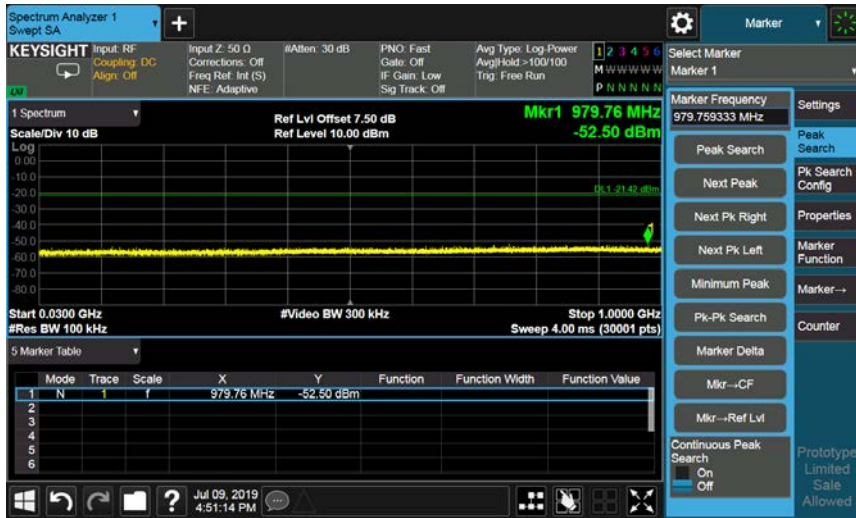 Spectrum Analyzer 1
Swept SA
+
Marker
KEYSIGHT
Input: RF
Coupling: DC
Align: Off
Input Z: 50 Ω
Corrections: Off
Freq Ref: Int (S)
NFE: Adaptive
#Atten: 30 dB
PNO: Fast
Gate: Off
IF Gain: Low
Sig Track: Off
Avg Type: Log-Power
Avg|Hold:>100/100
Trig: Free Run
1 2 3 4 5 6
M W W W W W
P N N N N N
LXI
Select Marker
Marker 1
1 Spectrum
Scale/Div 10 dB
Ref Lvl Offset 7.50 dB
Ref Level 10.00 dBm
Mkr1 979.76 MHz
-52.50 dBm
Log
0.00
-10.0
-20.0
-30.0
-40.0
-50.0
-60.0
-70.0
-80.0
DL1 -21.42 dBm
1
Start 0.0300 GHz
#Res BW 100 kHz
#Video BW 300 kHz
Stop 1.0000 GHz
Sweep 4.00 ms (30001 pts)
5 Marker Table
Mode Trace Scale X Y Function Function Width Function Value
1 N 1 f 979.76 MHz -52.50 dBm
2
3
4
5
6
Marker Frequency
979.759333 MHz
Peak Search
Next Peak
Next Pk Right
Next Pk Left
Minimum Peak
Pk-Pk Search
Marker Delta
Mkr→CF
Mkr→Ref Lvl
Continuous Peak
Search
On
Off
Settings
Peak
Search
Pk Search
Config
Properties
Marker
Function
Marker→
Counter
Prototype
Limited
Sale
Allowed
?
Jul 09, 2019
4:51:14 PM